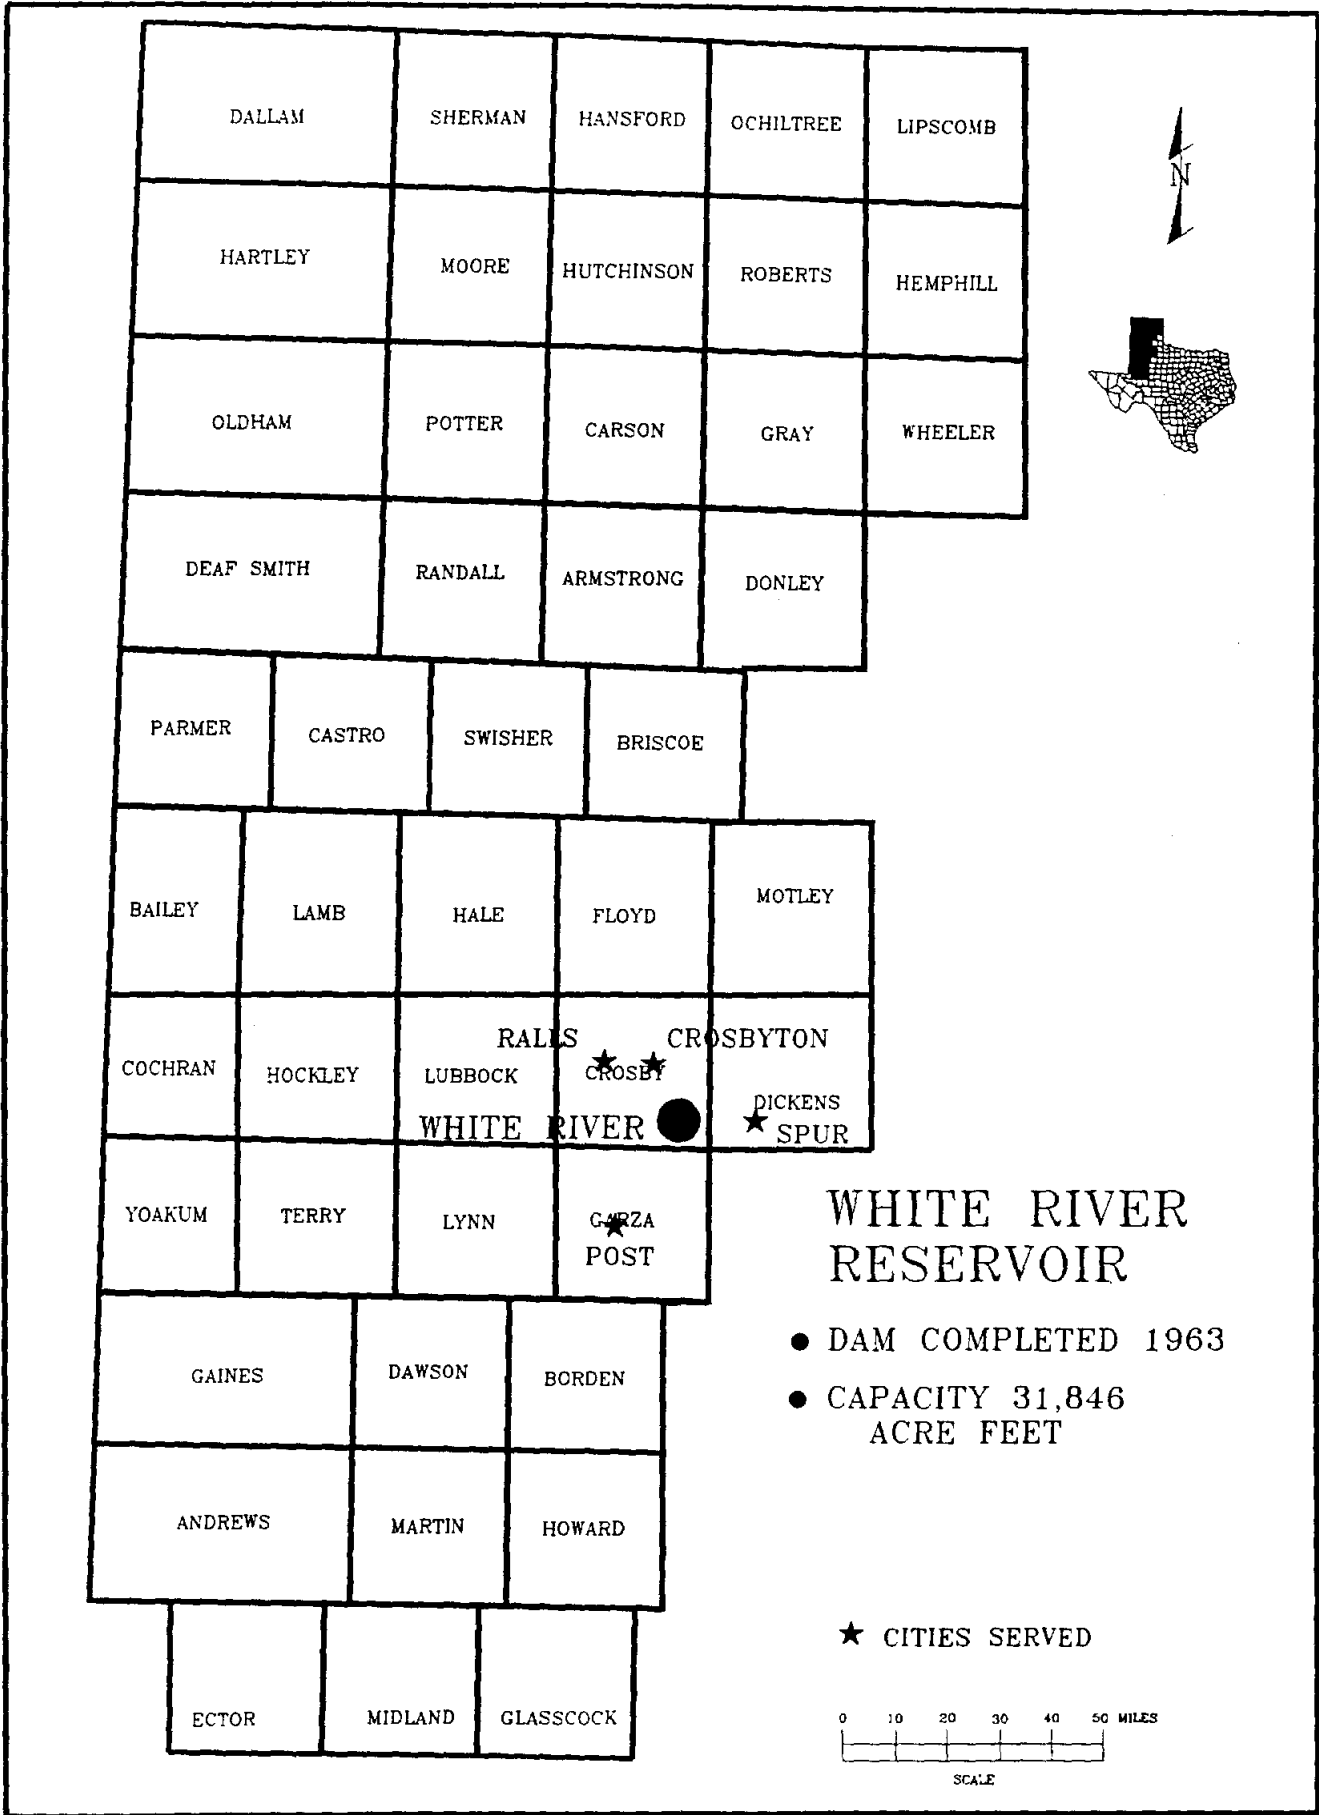 DALLAM
SHERMAN
HANSFORD
OCHILTREE
LIPSCOMB
N
HARTLEY
MOORE
HUTCHINSON
ROBERTS
HEMPHILL
OLDHAM
POTTER
CARSON
GRAY
WHEELER
DEAF SMITH
RANDALL
ARMSTRONG
DONLEY
PARMER
CASTRO
SWISHER
BRISCOE
BAILEY
LAMB
HALE
FLOYD
MOTLEY
RALLS
CROSBYTON
COCHRAN
HOCKLEY
LUBBOCK
CROSBY
DICKENS
WHITE RIVER
SPUR
YOAKUM
TERRY
LYNN
GARZA
POST
WHITE RIVER
RESERVOIR
● DAM COMPLETED 1963
● CAPACITY 31,846
ACRE FEET
GAINES
DAWSON
BORDEN
ANDREWS
MARTIN
HOWARD
★ CITIES SERVED
ECTOR
MIDLAND
GLASSCOCK
0 10 20 30 40 50 MILES
SCALE